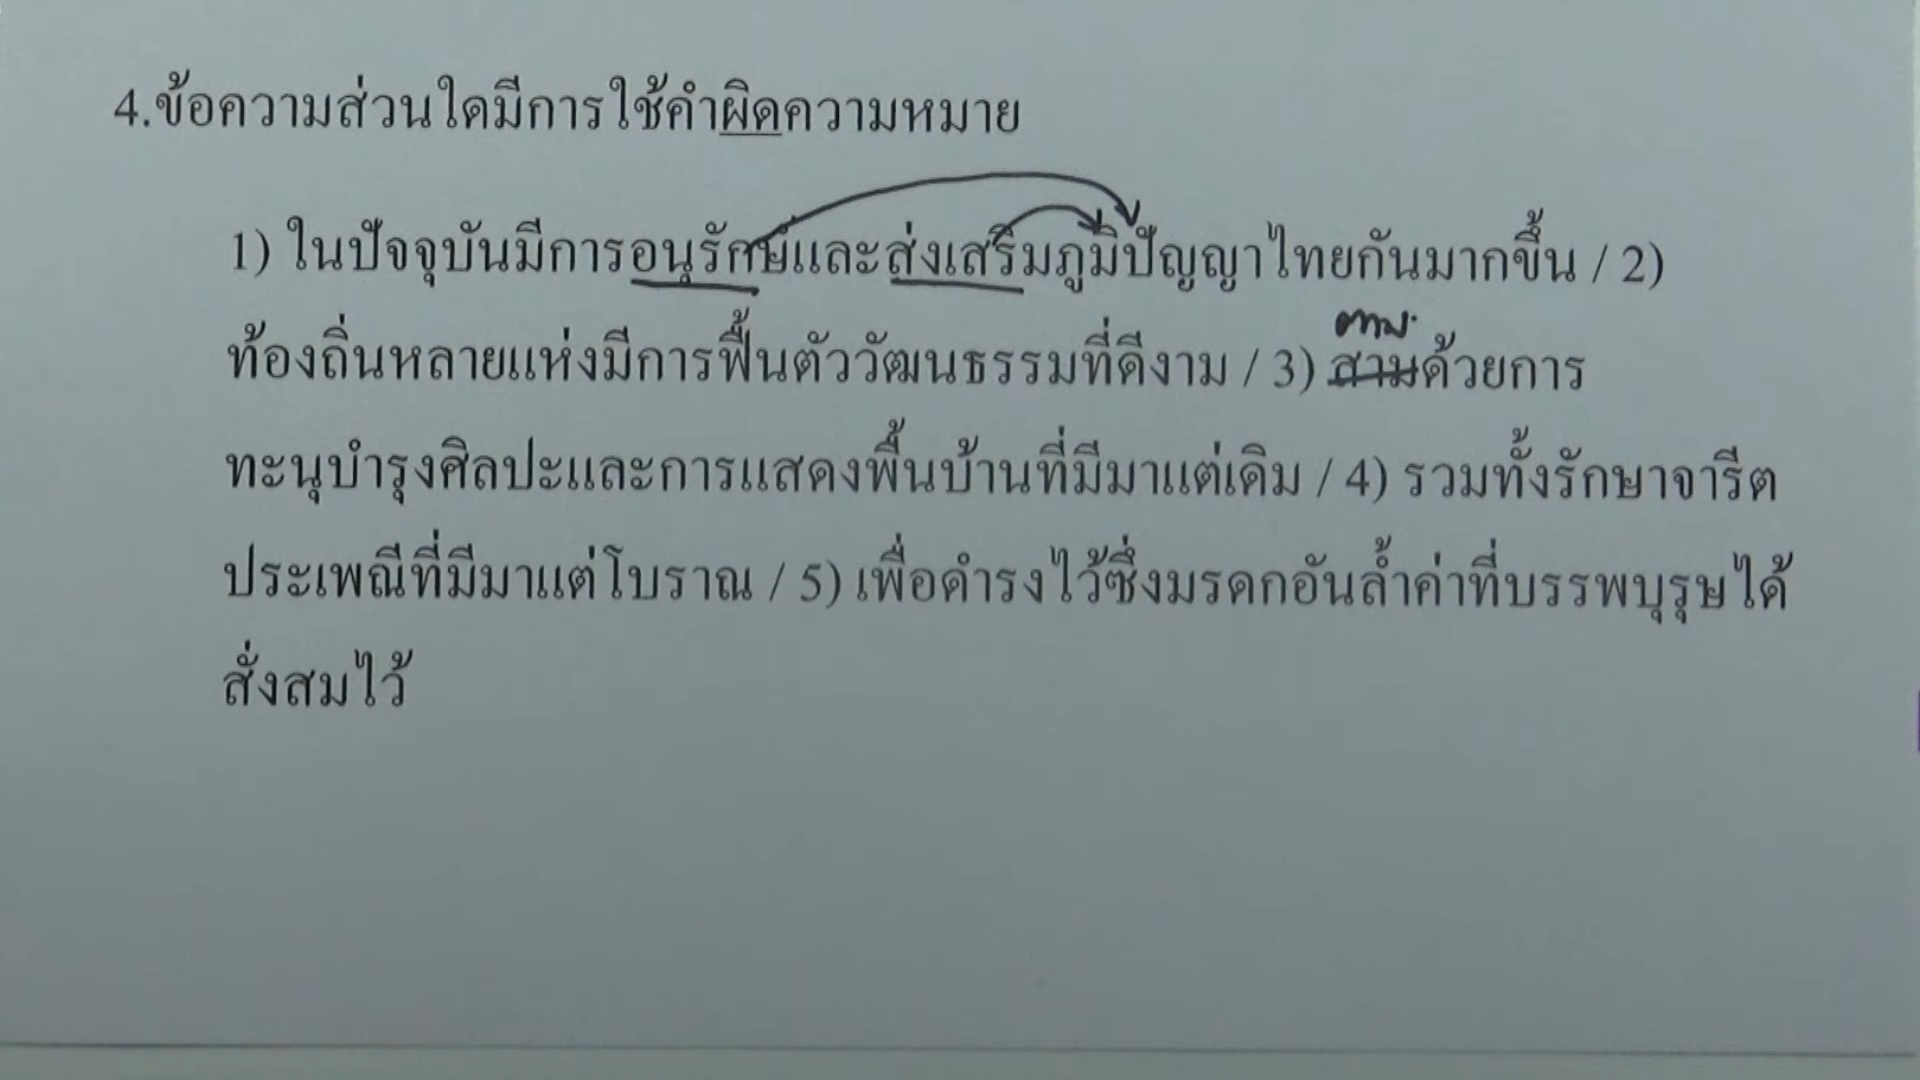 4.ข้อความส่วนใดมีการใช้คำผิดความหมาย
1) ในปัจจุบันมีการอนุรักษ์และส่งเสริมภูมิปัญญาไทยกันมากขึ้น / 2)
ตาม
ท้องถิ่นหลายแห่งมีการฟื้นตัววัฒนธรรมที่ดีงาม / 3) สามด้วยการ
ทะนุบำรุงศิลปะและการแสดงพื้นบ้านที่มีมาแต่เดิม / 4) รวมทั้งรักษาจารีต
ประเพณีที่มีมาแต่โบราณ / 5) เพื่อดำรงไว้ซึ่งมรดกอันล้ำค่าที่บรรพบุรุษได้
สั่งสมไว้